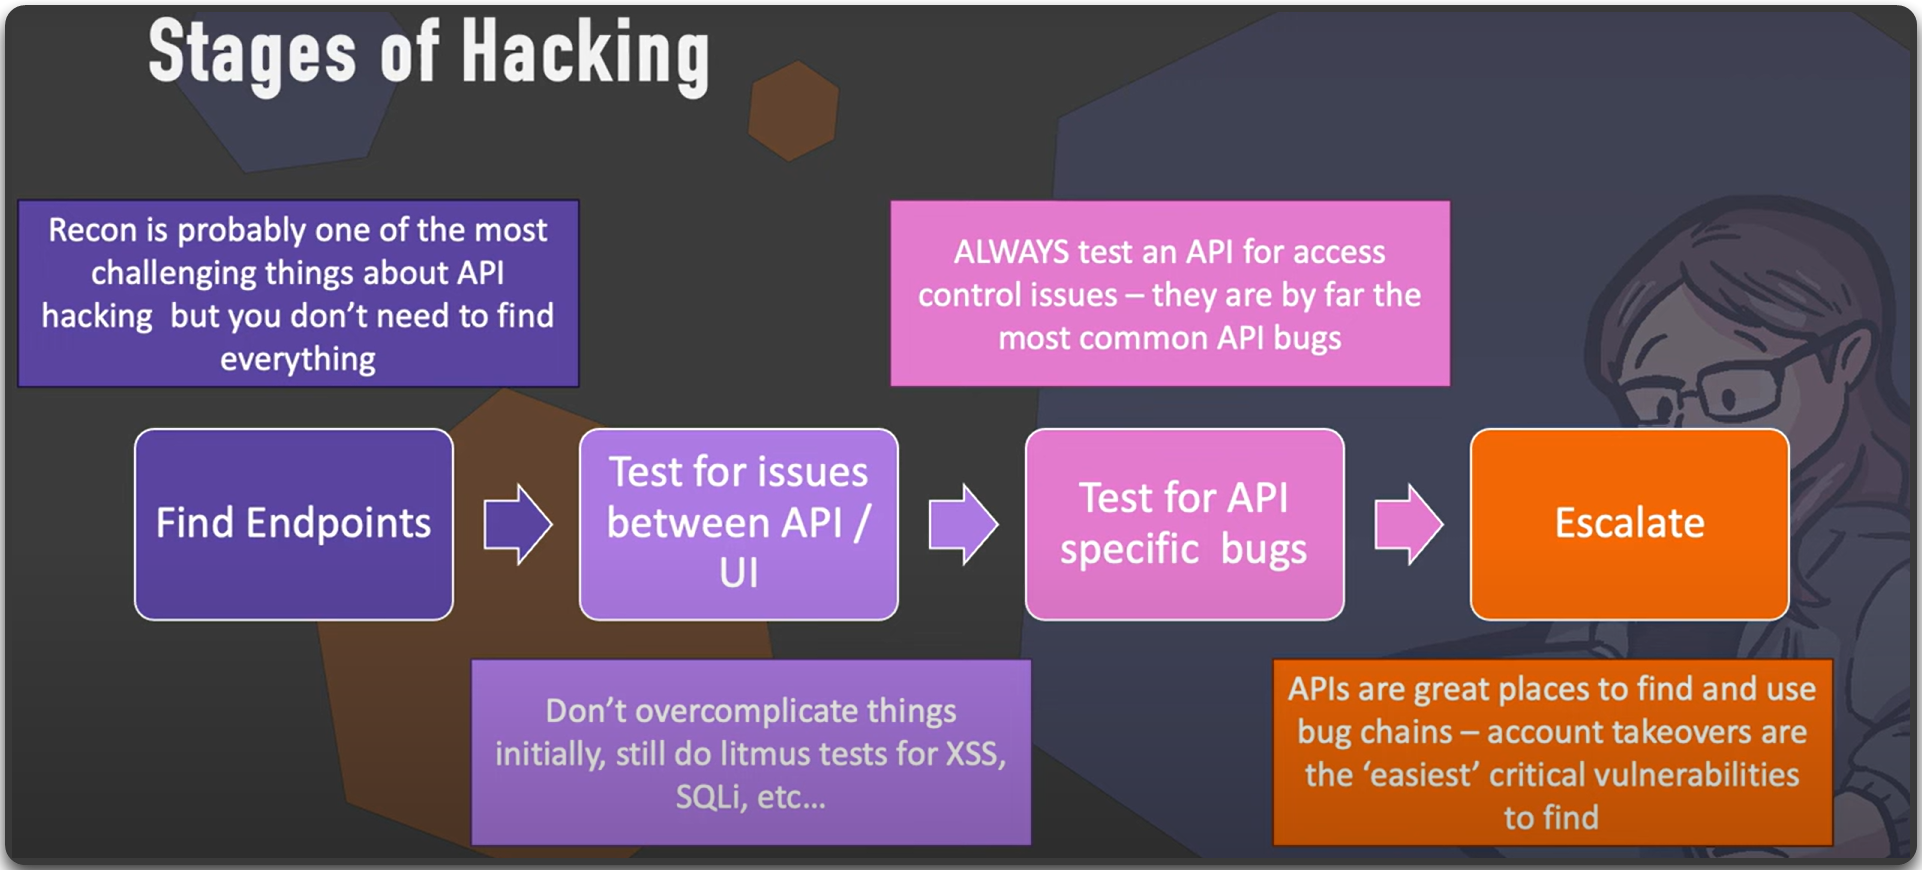 Stages of Hacking
Recon is probably one of the most
challenging things about API
hacking  but you don’t need to find
everything
ALWAYS test an API for access
control issues – they are by far the
most common API bugs
Find Endpoints
Test for issues
between API /
UI
Test for API
specific  bugs
Escalate
Don’t overcomplicate things
initially, still do litmus tests for XSS,
SQLi, etc…
APIs are great places to find and use
bug chains – account takeovers are
the ‘easiest’ critical vulnerabilities
to find